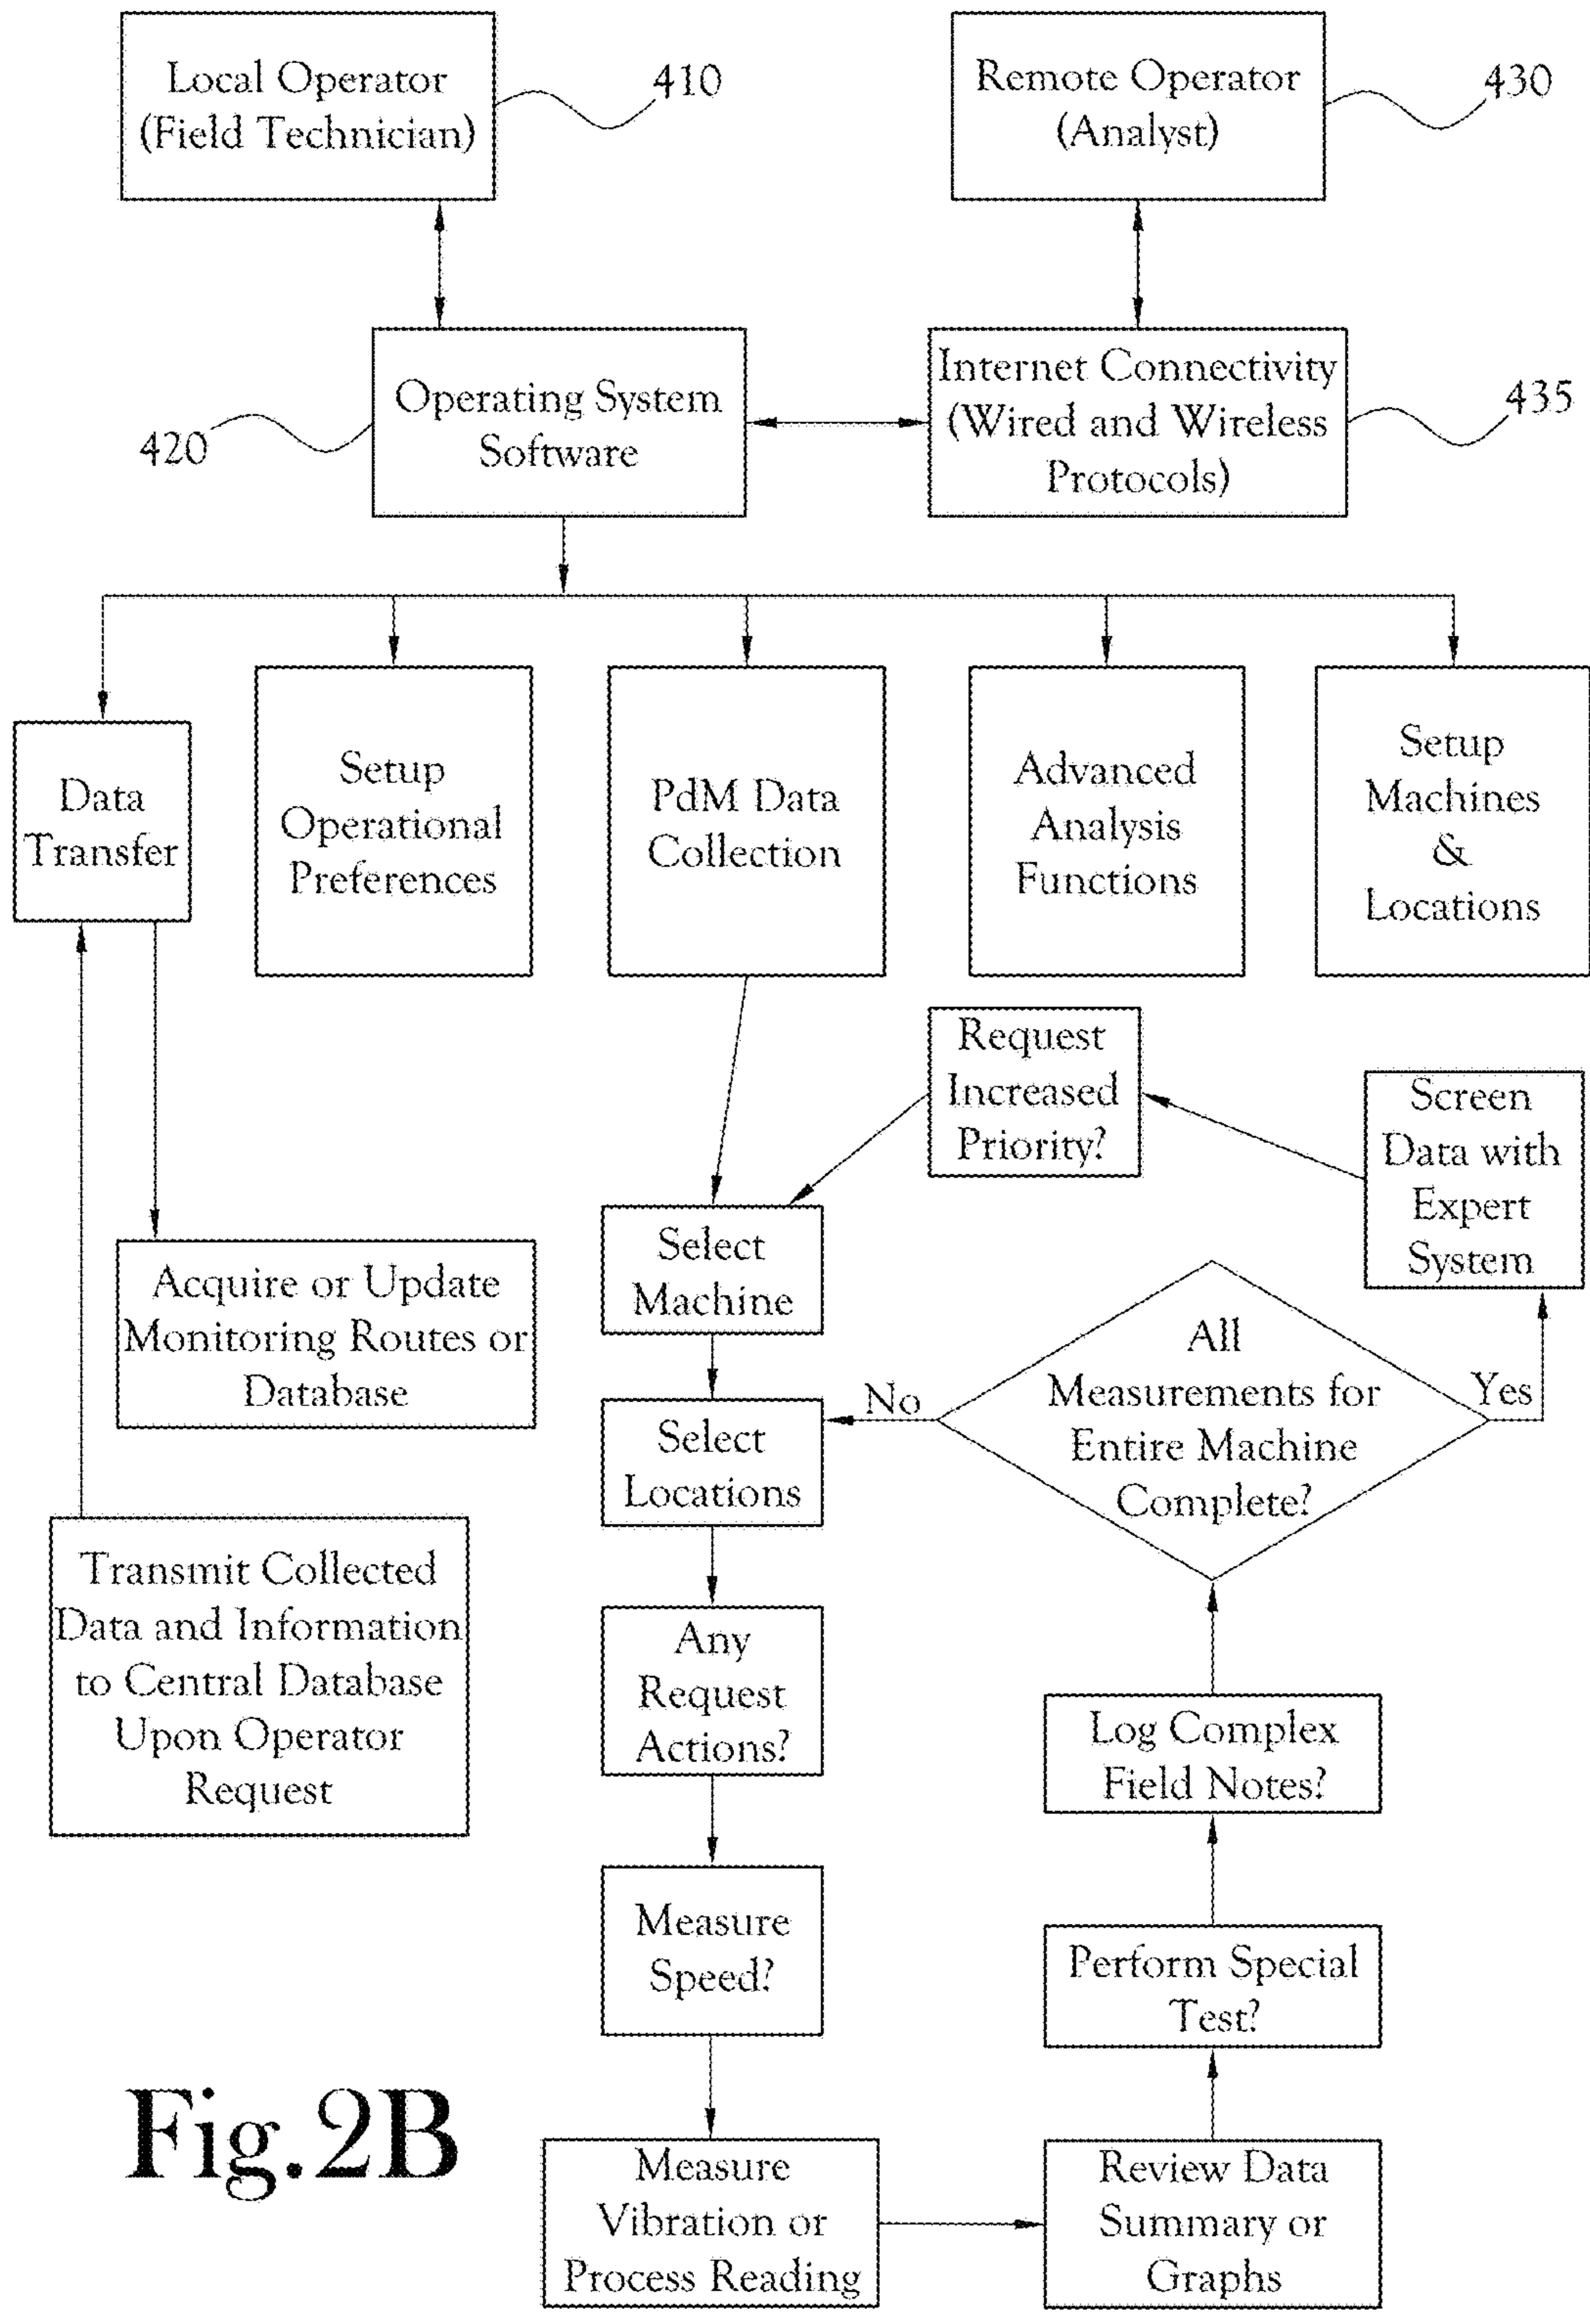 Local Operator
(Field Technician)
410
Remote Operator
(Analyst)
430
Operating System
Software
420
Internet Connectivity
(Wired and Wireless
Protocols)
435
Data
Transfer
Setup
Operational
Preferences
PdM Data
Collection
Advanced
Analysis
Functions
Setup
Machines
&
Locations
Request
Increased
Priority?
Screen
Data with
Expert
System
Select
Machine
Acquire or Update
Monitoring Routes or
Database
All
Measurements for
Entire Machine
Complete?
No
Yes
Select
Locations
Transmit Collected
Data and Information
to Central Database
Upon Operator
Request
Any
Request
Actions?
Log Complex
Field Notes?
Measure
Speed?
Perform Special
Test?
Measure
Vibration or
Process Reading
Review Data
Summary or
Graphs
Fig.2B